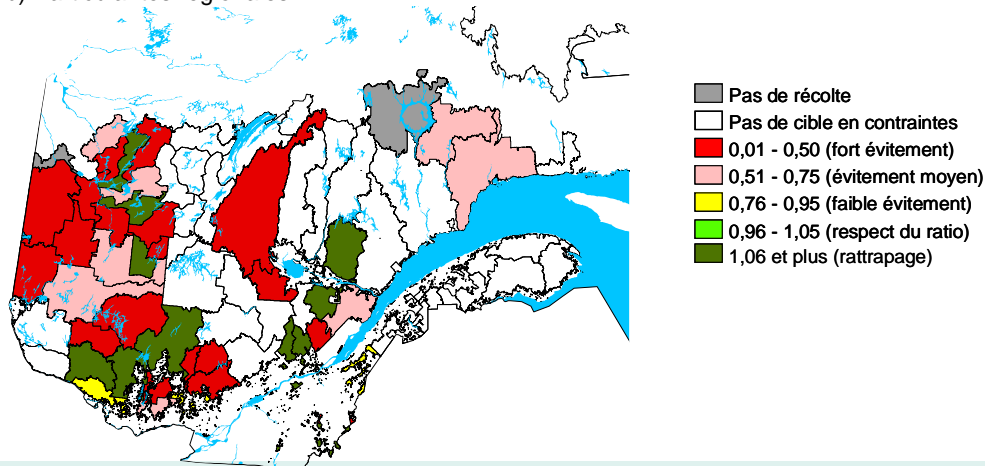 Pas de récolte
Pas de cible en contraintes
0,01 - 0,50 (fort évitement)
0,51 - 0,75 (évitement moyen)
0,76 - 0,95 (faible évitement)
0,96 - 1,05 (respect du ratio)
1,06 et plus (rattrapage)